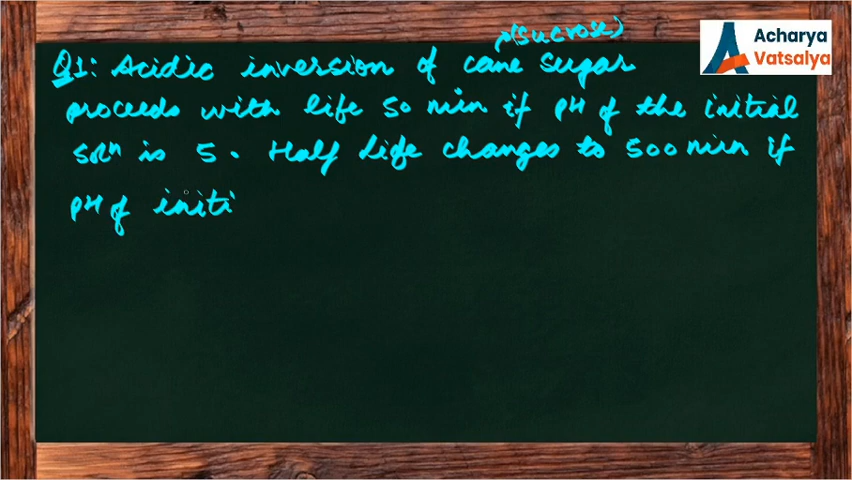 (Sucrose)
Q1: Acidic inversion of cane sugar
proceeds with life 50 min if pH of the initial
solⁿ is 5. Half life changes to 500 min if
pH of initi
Acharya
Vatsalya